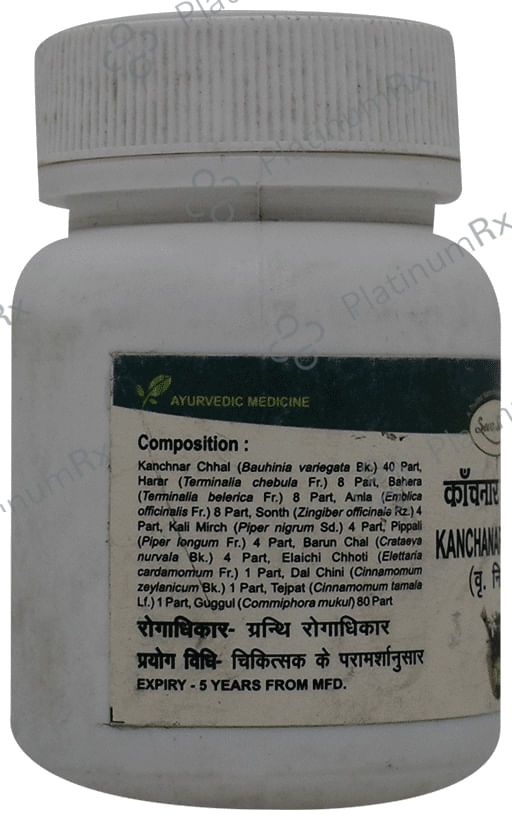 AYURVEDIC MEDICINE
Composition :
Kanchnar Chhal (Bauhinia variegata Bk.) 40 Part,
Harar (Terminalia chebula Fr.) 8 Part, Bahera
(Terminalia belerica Fr.) 8 Part, Amla (Emblica
officinalis Fr.) 8 Part, Sonth (Zingiber officinale Rz.) 4
Part, Kali Mirch (Piper nigrum Sd.) 4 Part, Pippali
(Piper longum Fr.) 4 Part, Barun Chal (Crataeva
nurvala Bk.) 4 Part, Elaichi Chhoti (Elettaria
cardamomum Fr.) 1 Part, Dal Chini (Cinnamomum
zeylanicum Bk.) 1 Part, Tejpat (Cinnamomum tamala
Lf.) 1 Part, Guggul (Commiphora mukul) 80 Part
रोगाधिकार- ग्रन्थि रोगाधिकार
प्रयोग विधि- चिकित्सक के परामर्शानुसार
EXPIRY - 5 YEARS FROM MFD.
काँचनार
KANCHANA
(वृ. नि
PlatinumRx
PlatinumRx
PlatinumRx